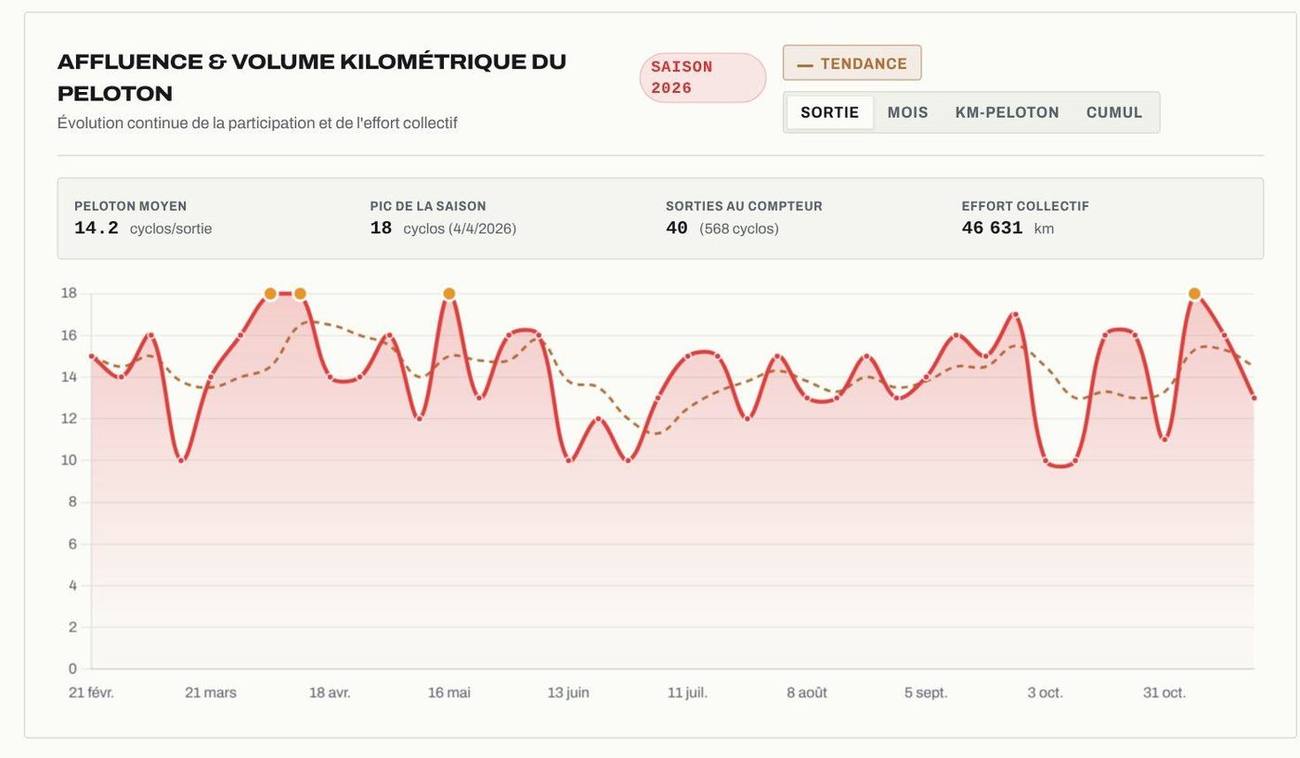 AFFLUENCE & VOLUME KILOMÉTRIQUE DU
PELOTON
Évolution continue de la participation et de l'effort collectif
SAISON
2026
— TENDANCE
SORTIE MOIS KM-PELOTON CUMUL
PELOTON MOYEN
14.2 cyclos/sortie
PIC DE LA SAISON
18 cyclos (4/4/2026)
SORTIES AU COMPTEUR
40 (568 cyclos)
EFFORT COLLECTIF
46 631 km
18
16
14
12
10
8
6
4
2
0
21 févr. 21 mars 18 avr. 16 mai 13 juin 11 juil. 8 août 5 sept. 3 oct. 31 oct.